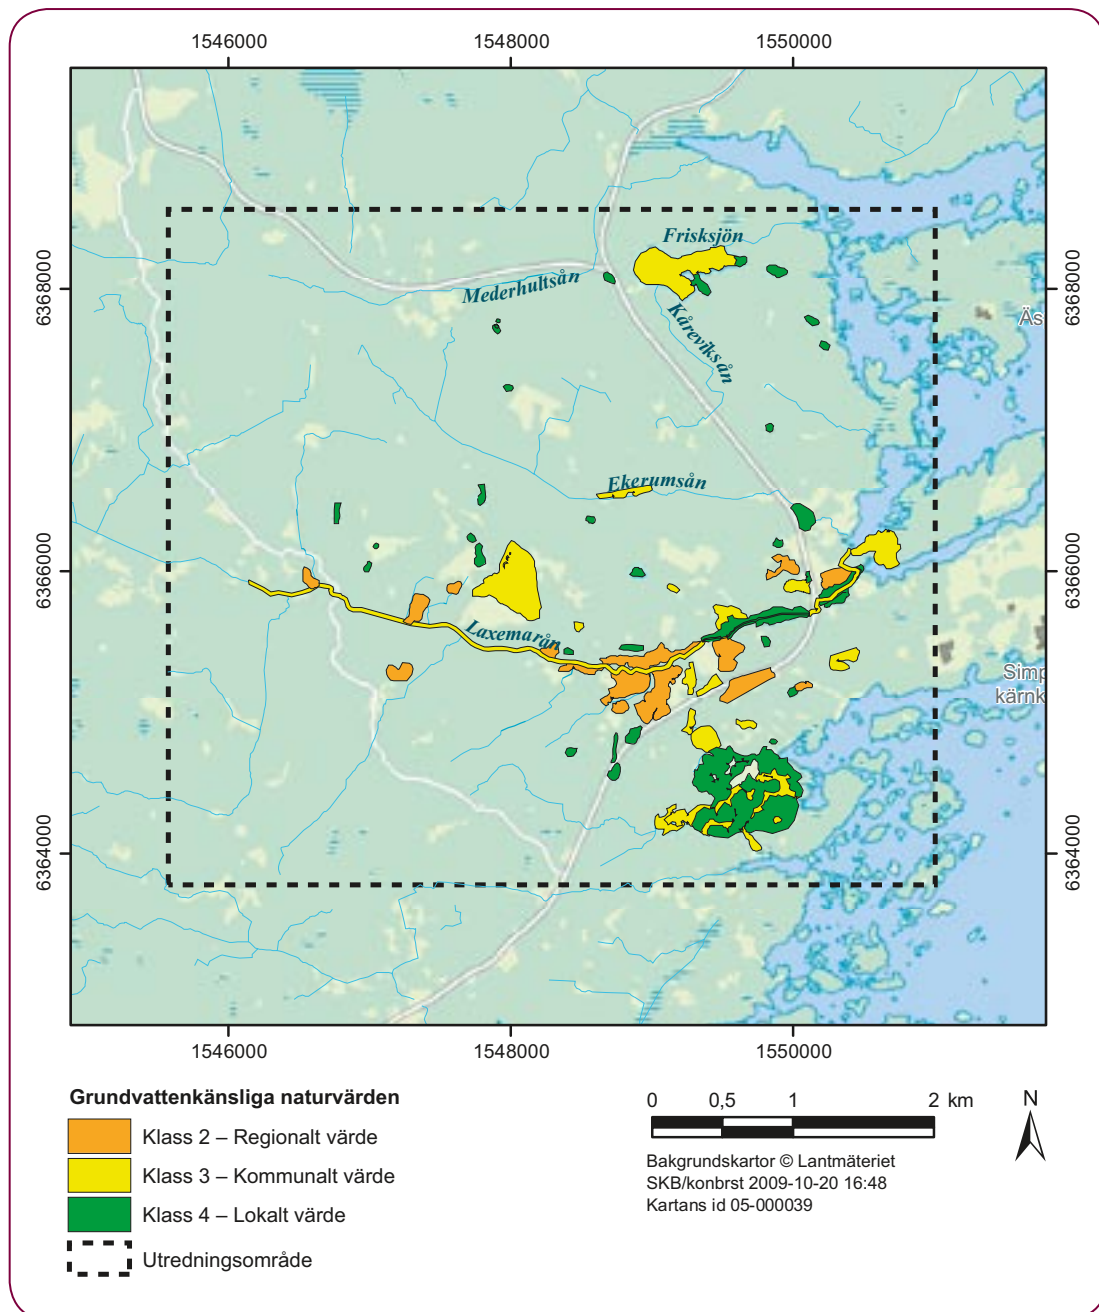 1546000
1548000
1550000
6368000
6368000
Frisksjön
Mederhultsån
Kåreviksån
Äs
Ekerumsån
6366000
6366000
Laxemarån
Simp
kärnk
6364000
6364000
1546000
1548000
1550000
Grundvattenkänsliga naturvärden
Klass 2 – Regionalt värde
Klass 3 – Kommunalt värde
Klass 4 – Lokalt värde
Utredningsområde
0 0,5 1 2 km
N
Bakgrundskartor © Lantmäteriet
SKB/konbrst 2009-10-20 16:48
Kartans id 05-000039